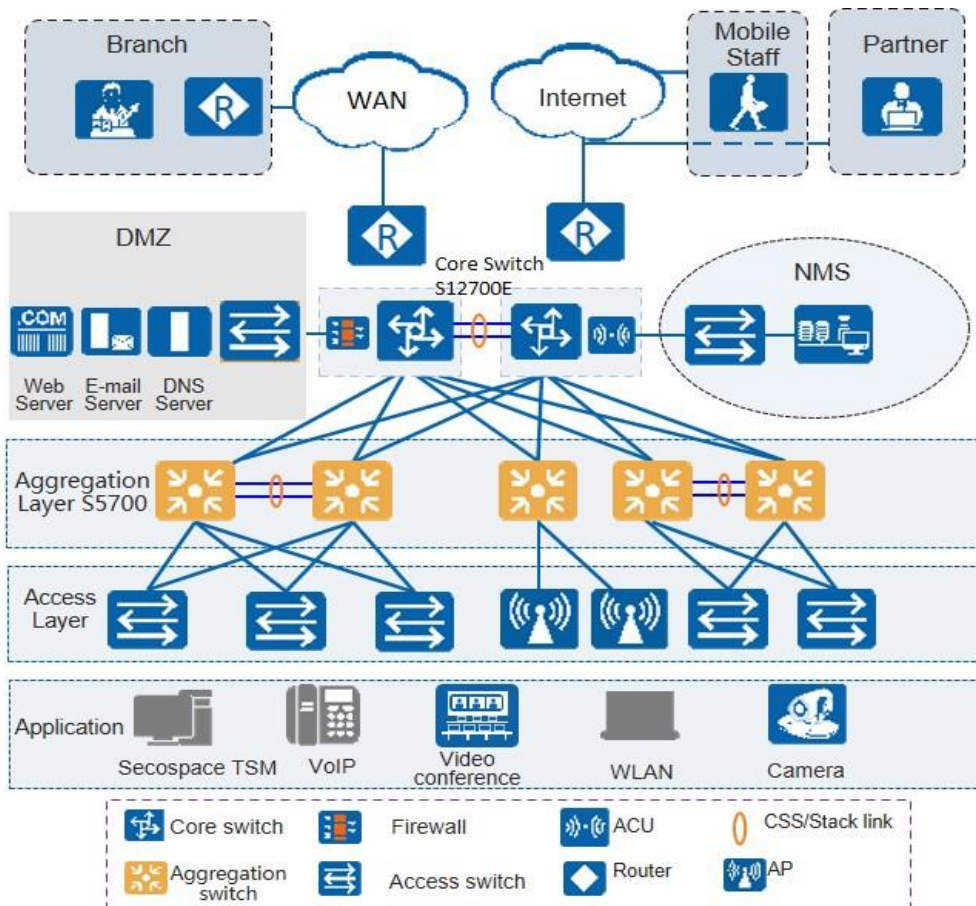 Branch
R
WAN
Internet
Mobile
Staff
Partner
R
R
DMZ
Core Switch
S12700E
NMS
.COM
Web
Server
E-mail
Server
DNS
Server
Aggregation
Layer S5700
Access
Layer
Application
Secospace TSM
VoIP
Video
conference
WLAN
Camera
Core switch
Firewall
ACU
CSS/Stack link
Aggregation
switch
Access switch
Router
AP